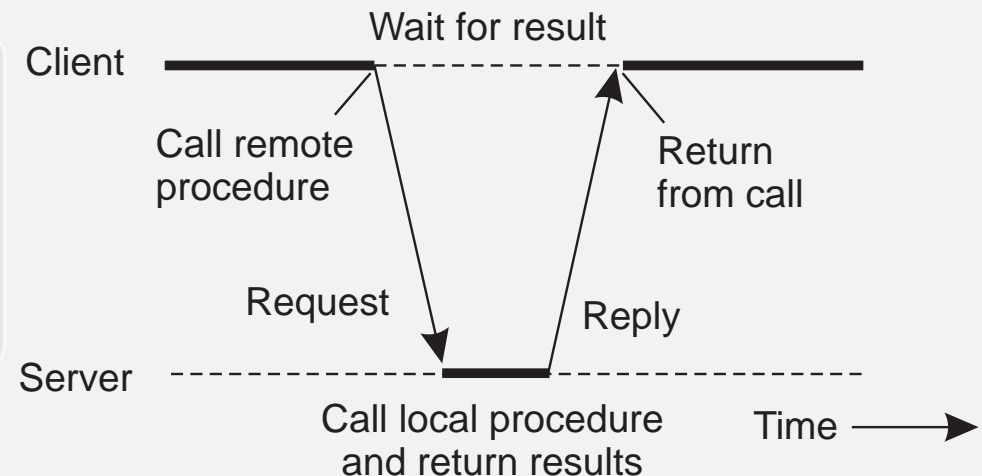 Wait for result
Client
Call remote
procedure
Return
from call
Request
Reply
Server
Call local procedure
and return results
Time